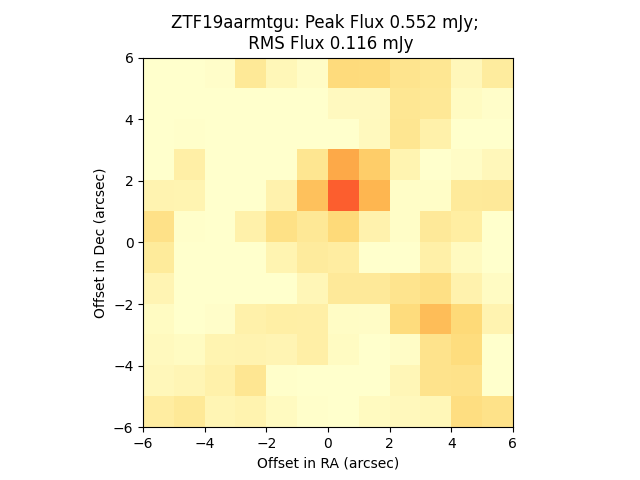 ZTF19aarmtgu: Peak Flux 0.552 mJy;
RMS Flux 0.116 mJy
6
4
2
0
−2
−4
−6
Offset in Dec (arcsec)
−6 −4 −2 0 2 4 6
Offset in RA (arcsec)